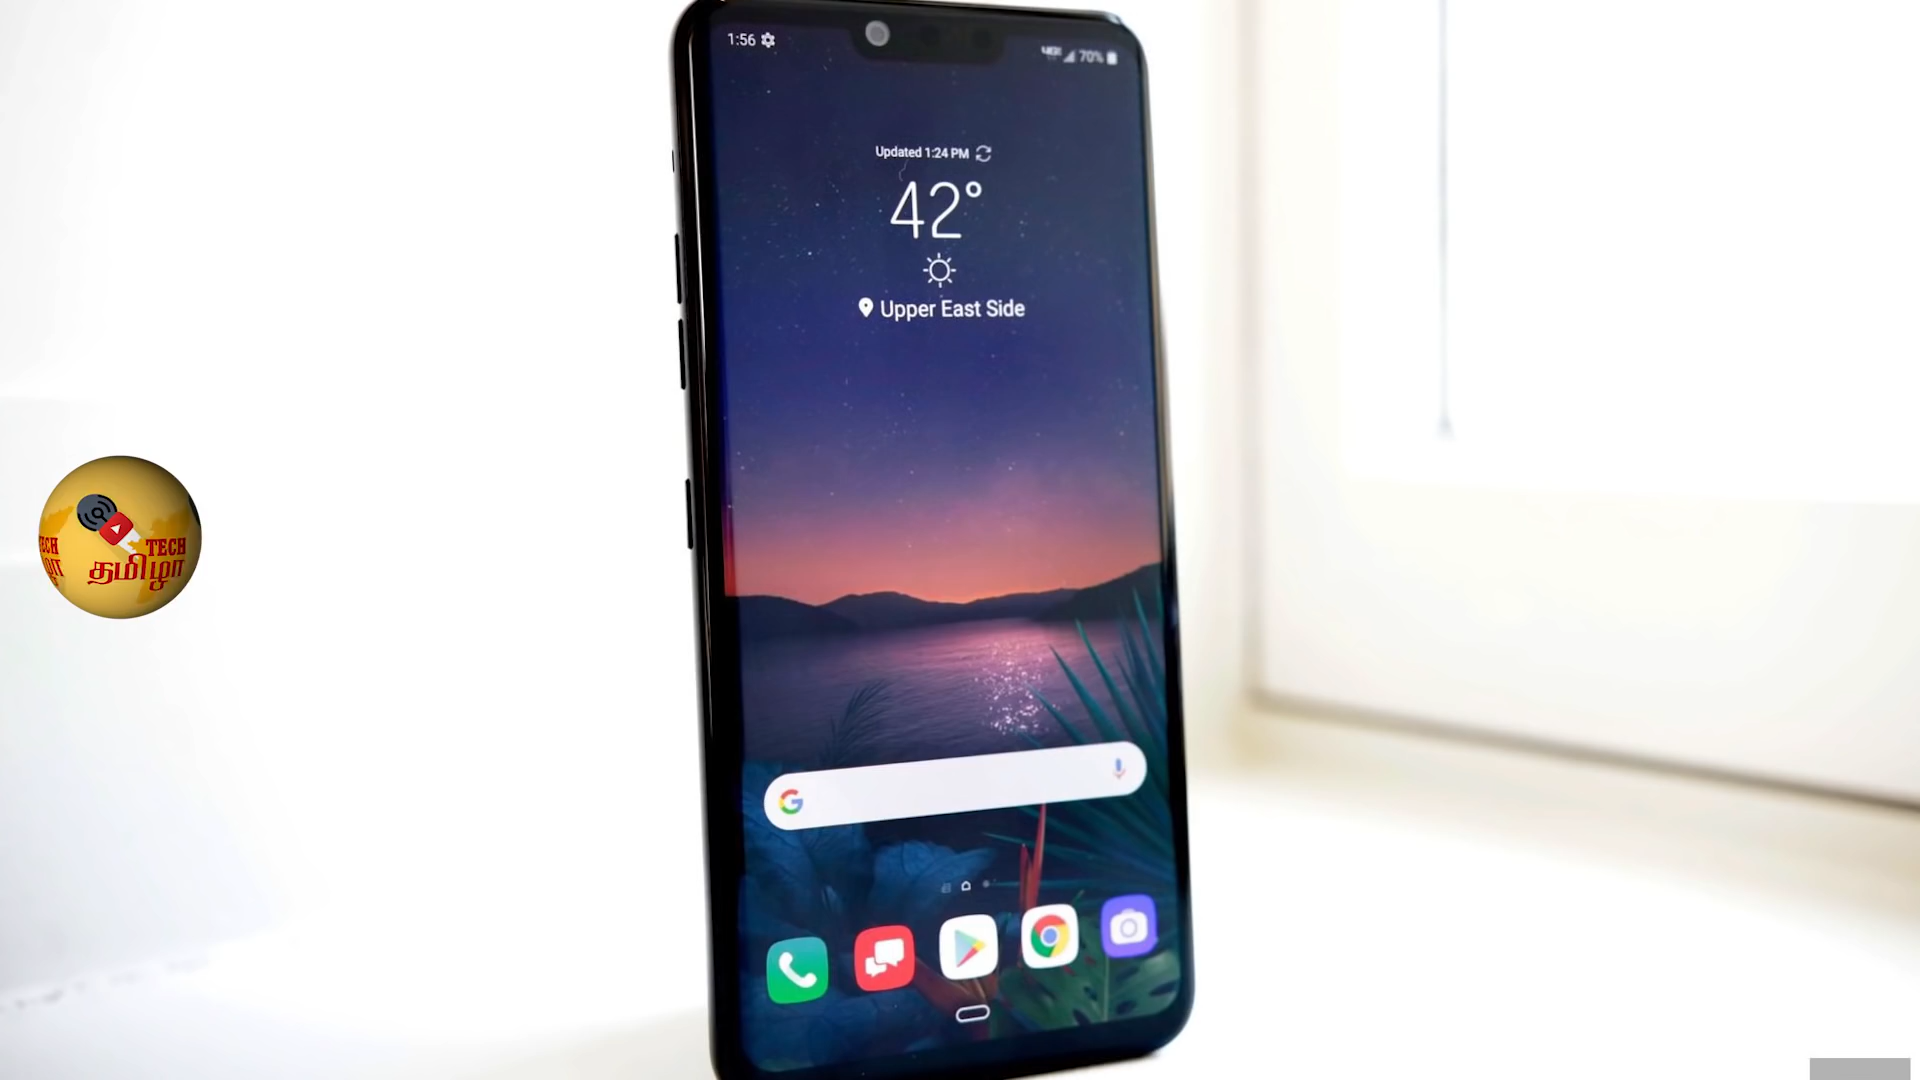 1:56
70%
Updated 1:24 PM
42°
Upper East Side
TECH
தமிழா